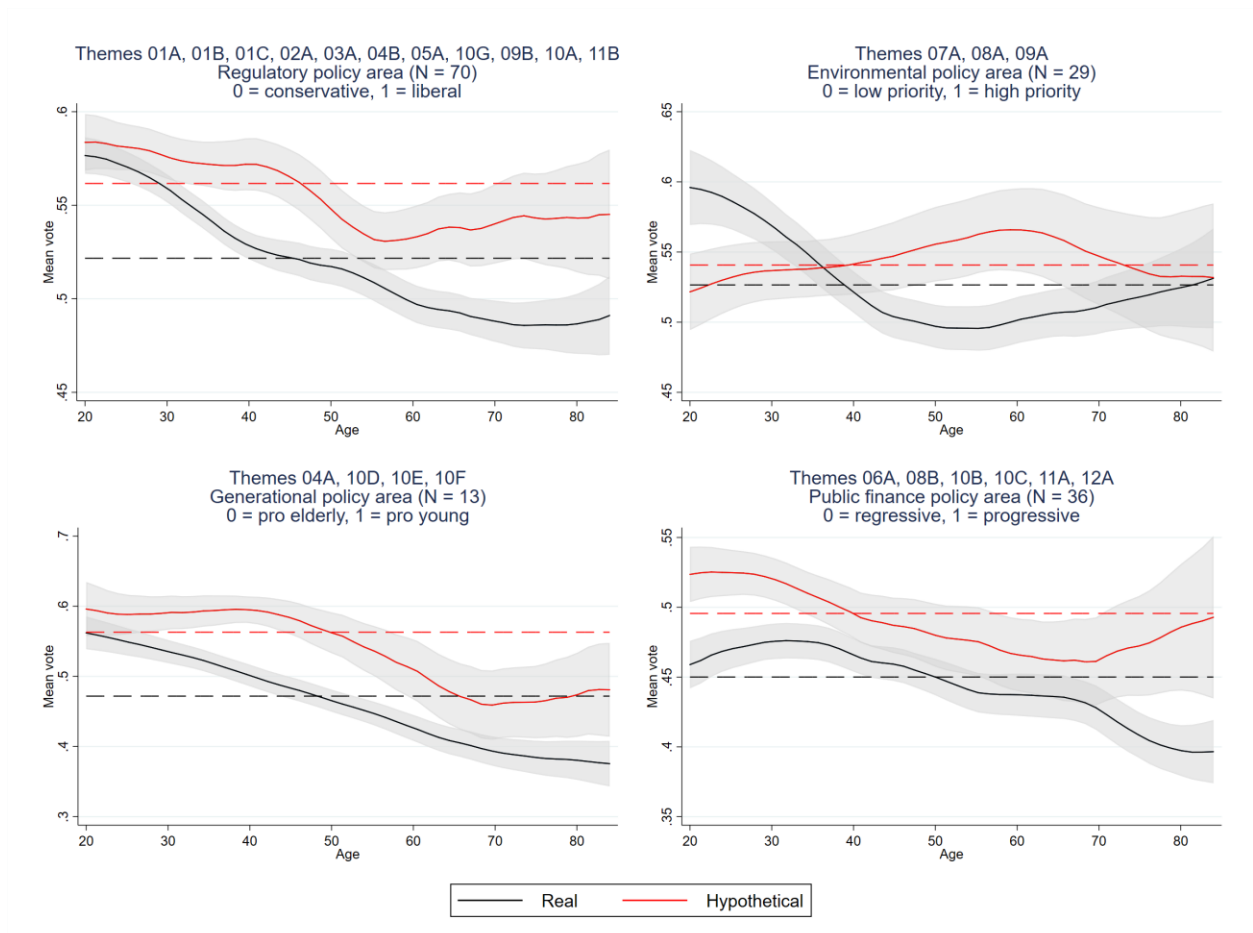 Themes 01A, 01B, 01C, 02A, 03A, 04B, 05A, 10G, 09B, 10A, 11B
Regulatory policy area (N = 70)
0 = conservative, 1 = liberal
Mean vote
.6
.55
.5
.45
20 30 40 50 60 70 80
Age
Themes 07A, 08A, 09A
Environmental policy area (N = 29)
0 = low priority, 1 = high priority
Mean vote
.65
.6
.55
.5
.45
20 30 40 50 60 70 80
Age
Themes 04A, 10D, 10E, 10F
Generational policy area (N = 13)
0 = pro elderly, 1 = pro young
Mean vote
.7
.6
.5
.4
.3
20 30 40 50 60 70 80
Age
Themes 06A, 08B, 10B, 10C, 11A, 12A
Public finance policy area (N = 36)
0 = regressive, 1 = progressive
Mean vote
.55
.5
.45
.4
.35
20 30 40 50 60 70 80
Age
Real Hypothetical